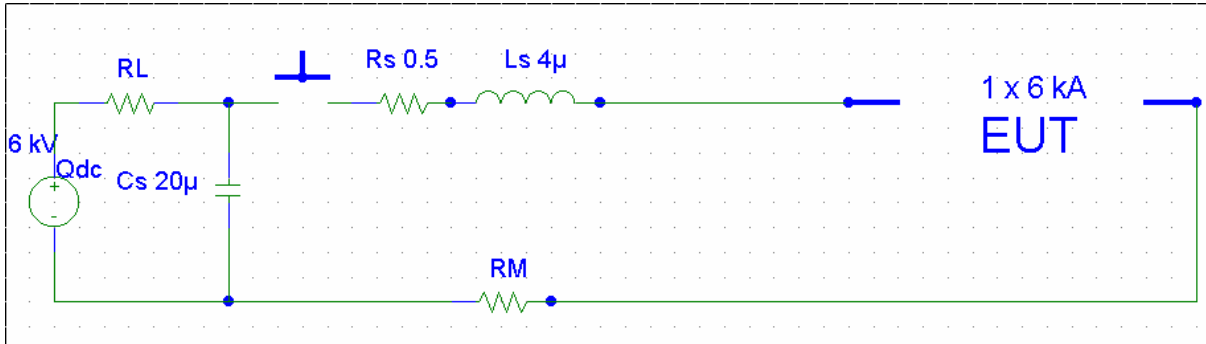 RL
Rs 0.5
Ls 4µ
1 x 6 kA
EUT
6 kV
+
Qdc
-
Cs 20µ
RM